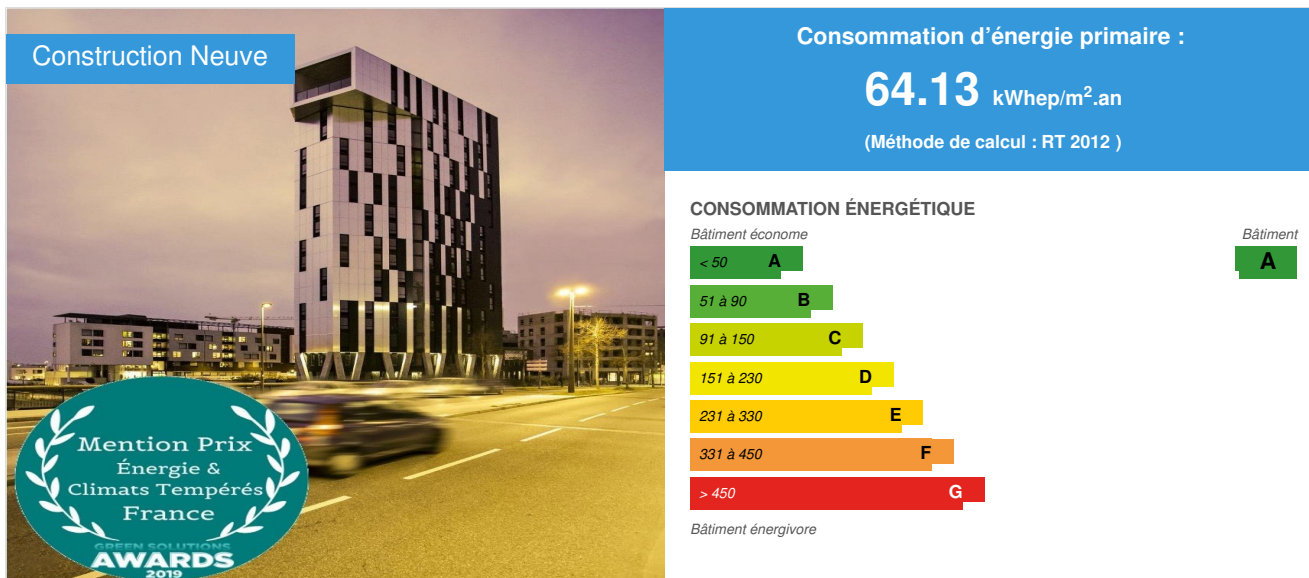 Construction Neuve
Mention Prix
Énergie &
Climats Tempérés
France
GREEN SOLUTIONS
AWARDS
2019
Consommation d'énergie primaire :
64.13 kWhep/m².an
(Méthode de calcul : RT 2012 )
CONSOMMATION ÉNERGÉTIQUE
Bâtiment économe
Bâtiment
< 50 A
A
51 à 90 B
91 à 150 C
151 à 230 D
231 à 330 E
331 à 450 F
> 450 G
Bâtiment énergivore